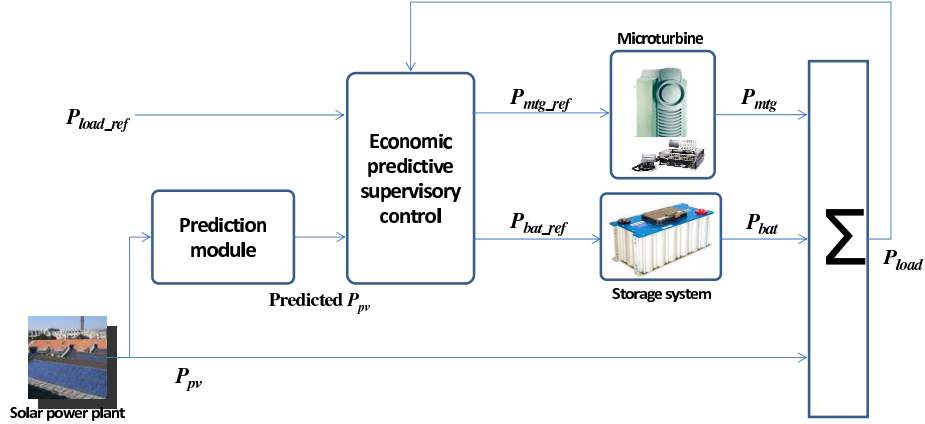 Microturbine
P_load_ref
P_mtg_ref
P_mtg
Economic
predictive
supervisory
control
Prediction
module
P_bat_ref
P_bat
Σ
P_load
Predicted P_pv
Storage system
P_pv
Solar power plant